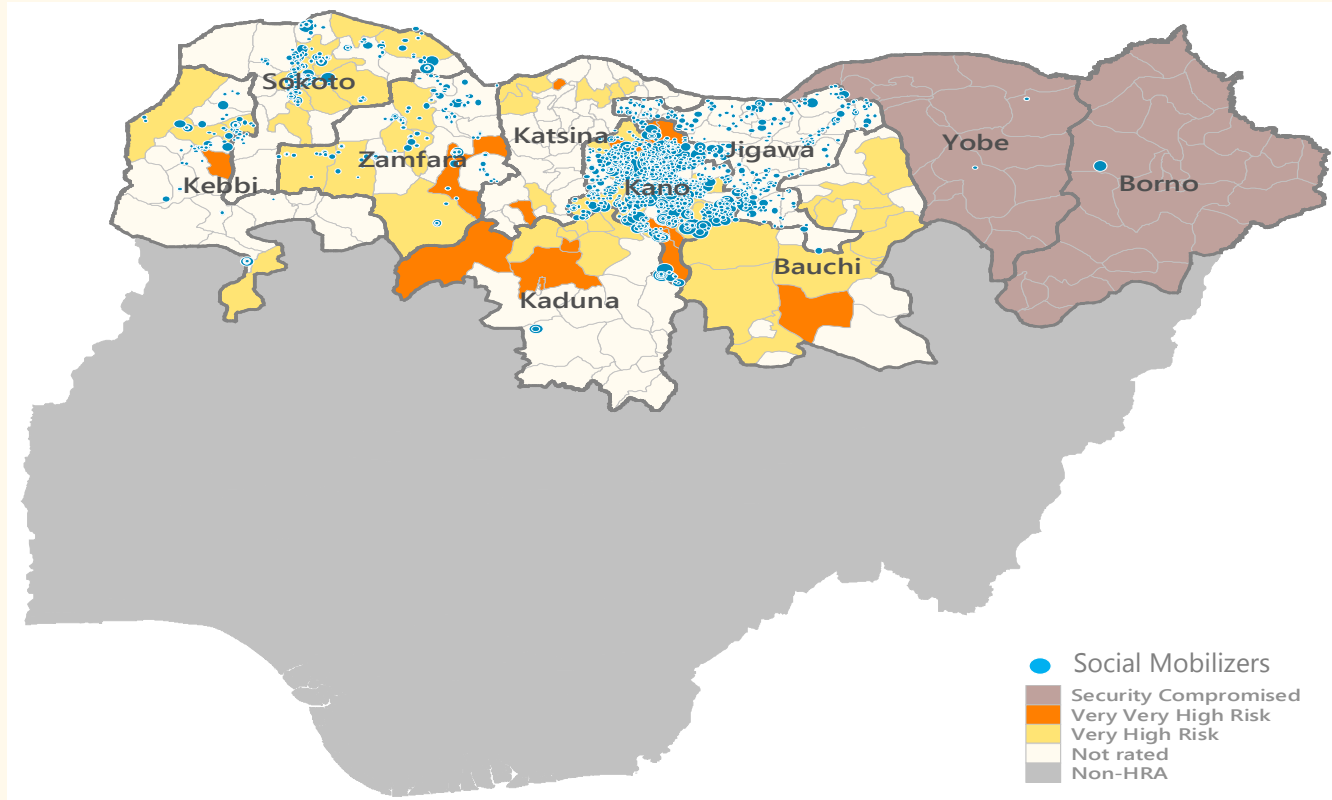 Sokoto
Katsina
Zamfara
Jigawa
Yobe
Kebbi
Kano
Borno
Bauchi
Kaduna
Social Mobilizers
Security Compromised
Very Very High Risk
Very High Risk
Not rated
Non-HRA